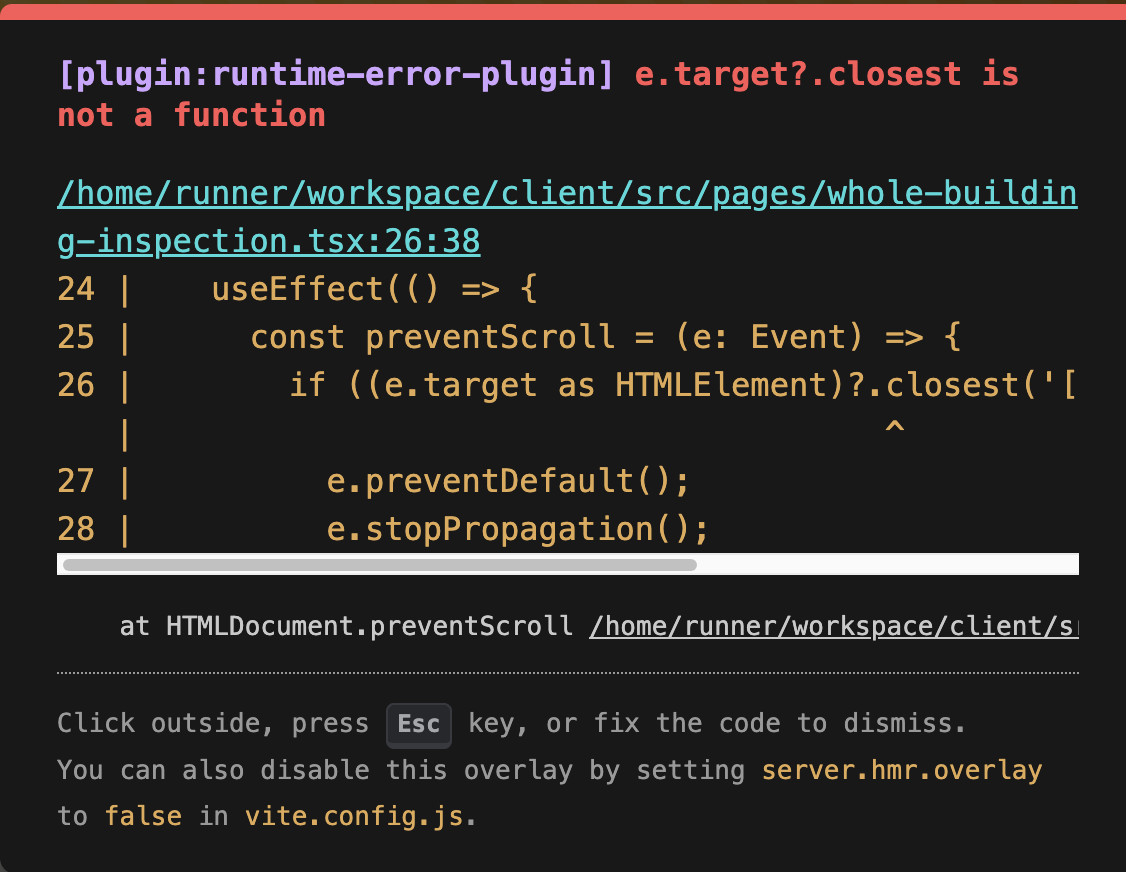 [plugin:runtime-error-plugin] e.target?.closest is
not a function
/home/runner/workspace/client/src/pages/whole-buildin
g-inspection.tsx:26:38
24 |    useEffect(() => {
25 |      const preventScroll = (e: Event) => {
26 |        if ((e.target as HTMLElement)?.closest('[
   |                                       ^
27 |          e.preventDefault();
28 |          e.stopPropagation();
at HTMLDocument.preventScroll /home/runner/workspace/client/s
Click outside, press Esc key, or fix the code to dismiss.
You can also disable this overlay by setting server.hmr.overlay
to false in vite.config.js.